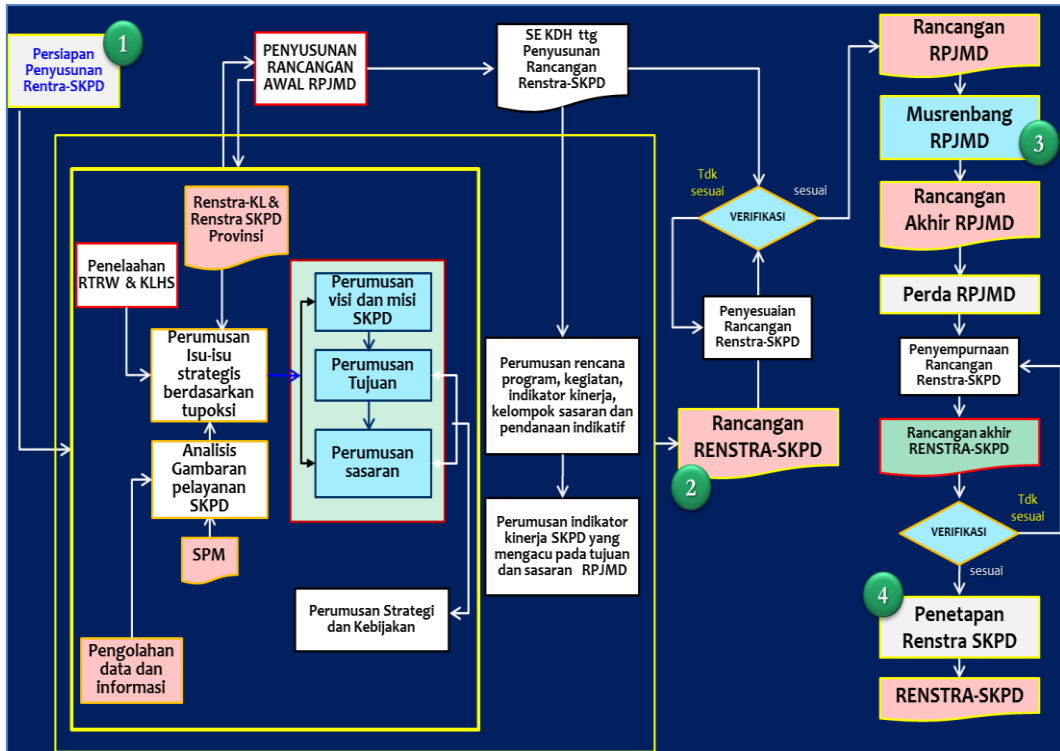 1
Persiapan
Penyusunan
Rentra-SKPD
PENYUSUNAN
RANCANGAN
AWAL RPJMD
SE KDH ttg
Penyusunan
Rancangan
Renstra-SKPD
Renstra-KL &
Renstra SKPD
Provinsi
Penelaahan
RTRW & KLHS
Perumusan
Isu-isu
strategis
berdasarkan
tupoksi
Analisis
Gambaran
pelayanan
SKPD
SPM
Pengolahan
data dan
informasi
Perumusan
visi dan misi
SKPD
Perumusan
Tujuan
Perumusan
sasaran
Perumusan Strategi
dan Kebijakan
Perumusan rencana
program, kegiatan,
indikator kinerja,
kelompok sasaran dan
pendanaan indikatif
Perumusan indikator
kinerja SKPD yang
mengacu pada tujuan
dan sasaran RPJMD
Rancangan
RENSTRA-SKPD
2
Penyesuaian
Rancangan
Renstra-SKPD
Tdk
sesuai
VERIFIKASI
sesuai
Rancangan
RPJMD
Musrenbang
RPJMD
3
Rancangan
Akhir RPJMD
Perda RPJMD
Penyempurnaan
Rancangan
Renstra-SKPD
Rancangan akhir
RENSTRA-SKPD
VERIFIKASI
Tdk
sesuai
sesuai
4
Penetapan
Renstra SKPD
RENSTRA-SKPD